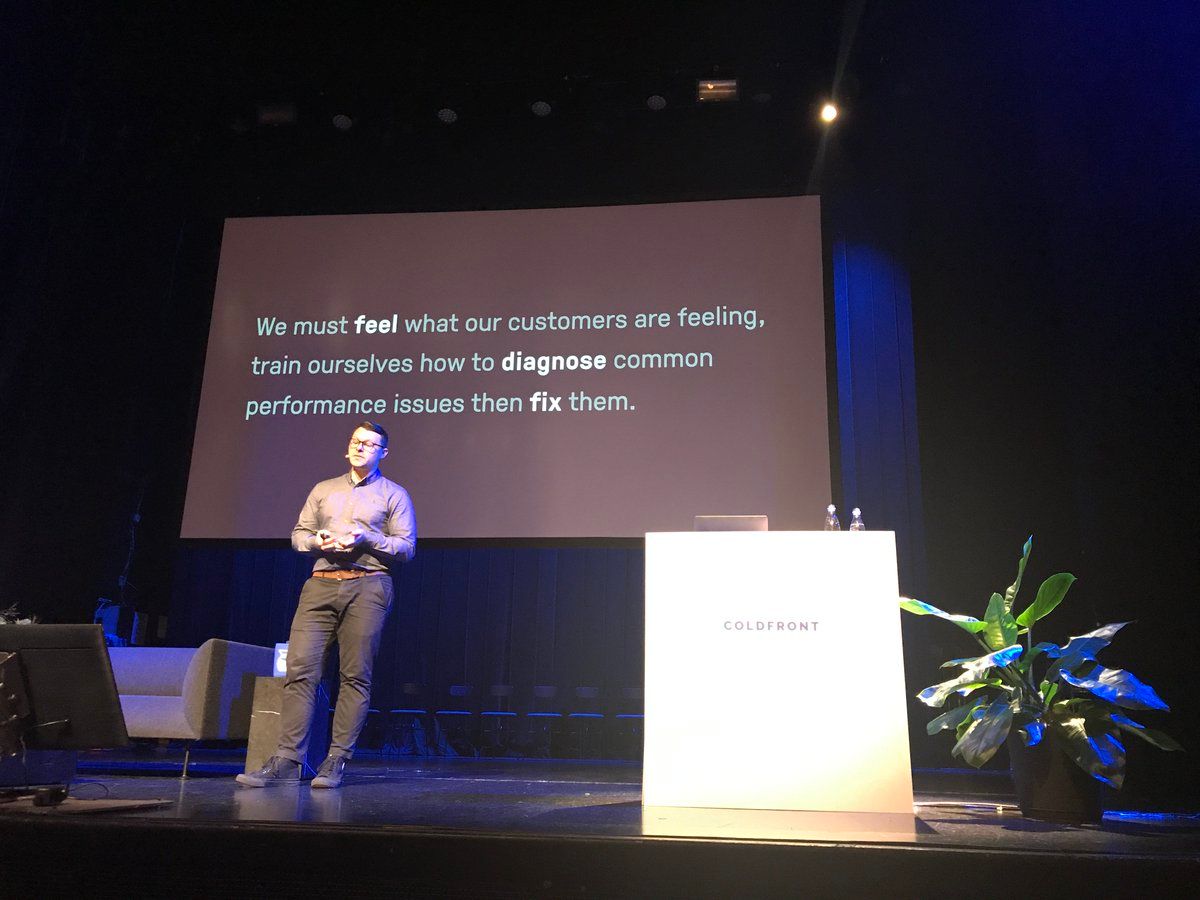 We must feel what our customers are feeling,
train ourselves how to diagnose common
performance issues then fix them.
COLDFRONT